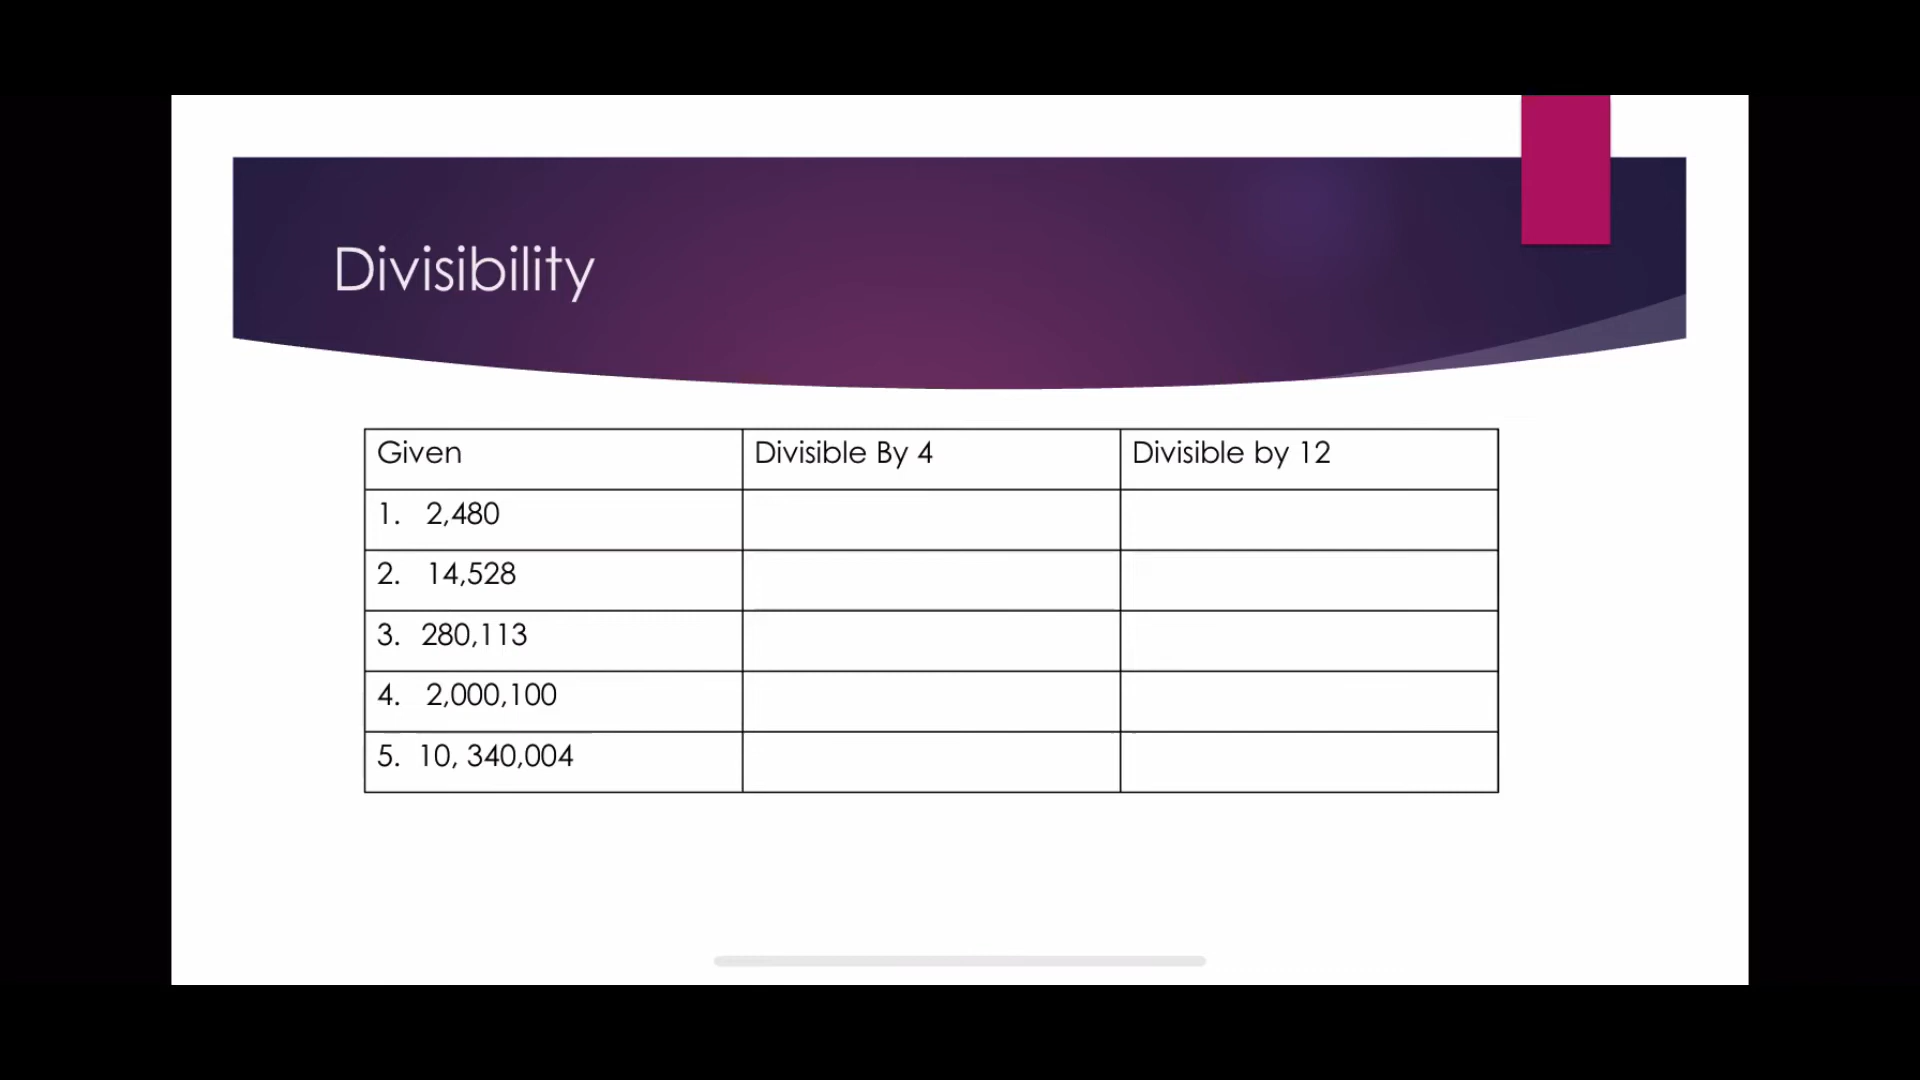 Divisibility
Given Divisible By 4 Divisible by 12
1. 2,480
2. 14,528
3. 280,113
4. 2,000,100
5. 10, 340,004